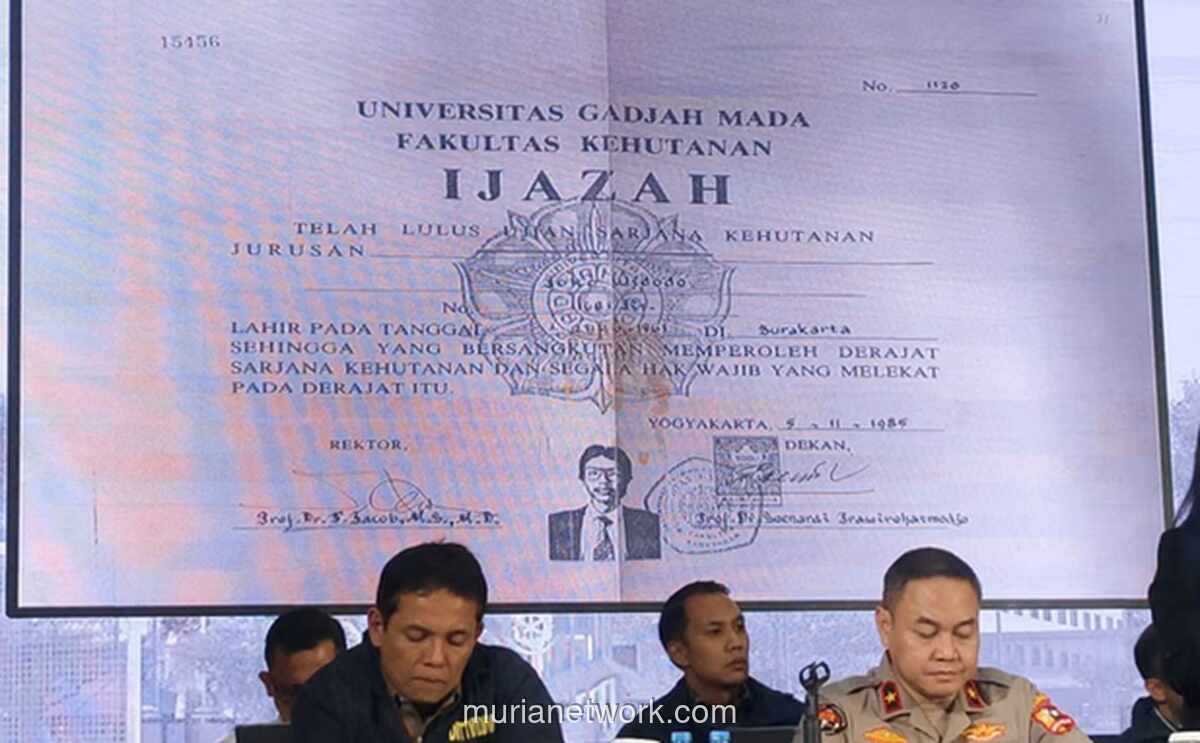 15456
No. 1120
UNIVERSITAS GADJAH MADA
FAKULTAS KEHUTANAN
IJAZAH
TELAH LULUS UJIAN SARJANA KEHUTANAN
JURUSAN
No.
LAHIR PADA TANGGAL DI. Surakarta
SEHINGGA YANG BERSANGKUTAN MEMPEROLEH DERAJAT
SARJANA KEHUTANAN DAN SEGALA HAK WAJIB YANG MELEKAT
PADA DERAJAT ITU.
YOGYAKARTA, 5 - 11 - 1985
REKTOR, DEKAN,
Prof. Dr. T. Jacob, M.S., M.D. Prof. Dr. Soenardi Prawirohatmodjo
murianetwork.com